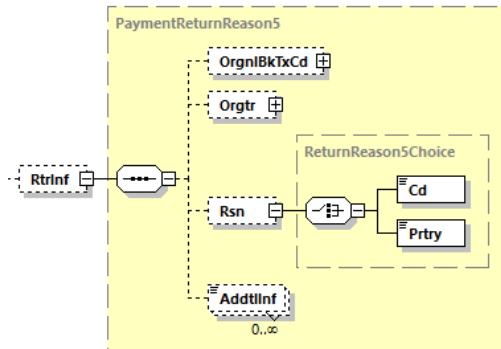 PaymentReturnReason5
OrgnlBkTxCd
Orgtr
ReturnReason5Choice
RtrInf
Cd
Rsn
Prtry
AddtlInf
0..∞